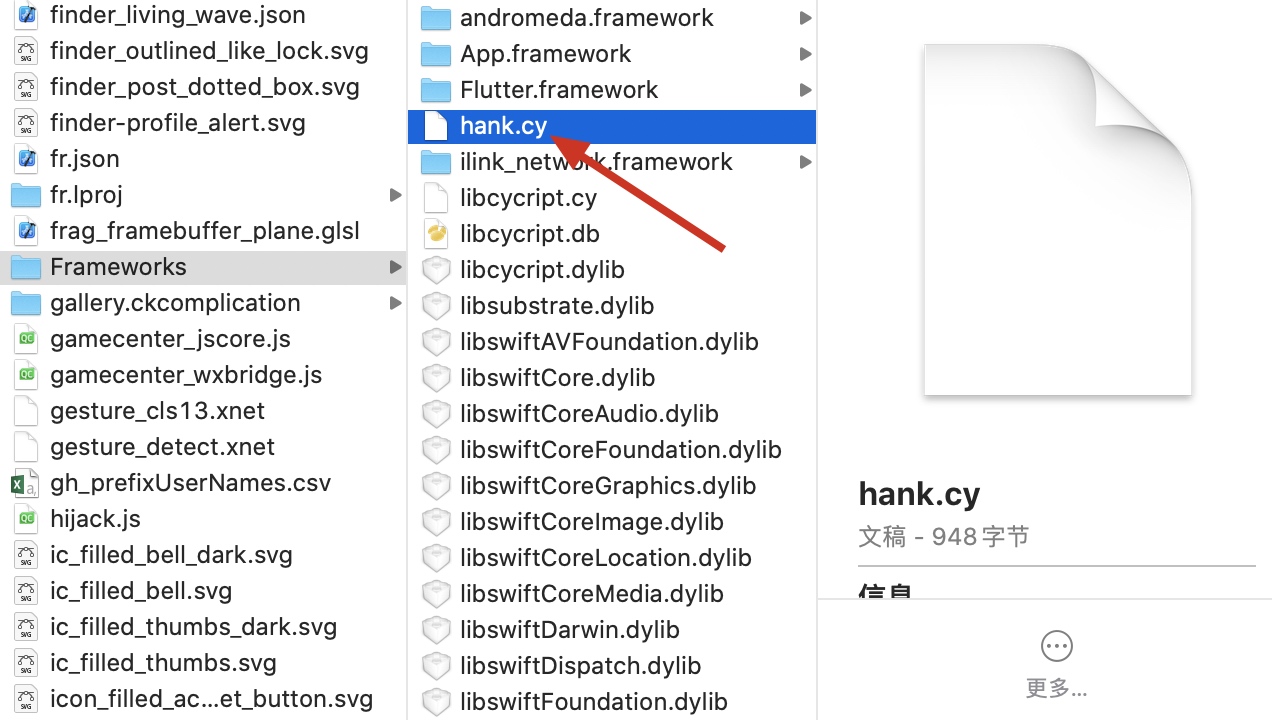 finder_living_wave.json
finder_outlined_like_lock.svg
finder_post_dotted_box.svg
finder-profile_alert.svg
fr.json
fr.lproj
frag_framebuffer_plane.glsl
Frameworks
gallery.ckcomplication
gamecenter_jscore.js
gamecenter_wxbridge.js
gesture_cls13.xnet
gesture_detect.xnet
gh_prefixUserNames.csv
hijack.js
ic_filled_bell_dark.svg
ic_filled_bell.svg
ic_filled_thumbs_dark.svg
ic_filled_thumbs.svg
icon_filled_ac...et_button.svg
andromeda.framework
App.framework
Flutter.framework
hank.cy
ilink_network.framework
libcycript.cy
libcycript.db
libcycript.dylib
libsubstrate.dylib
libswiftAVFoundation.dylib
libswiftCore.dylib
libswiftCoreAudio.dylib
libswiftCoreFoundation.dylib
libswiftCoreGraphics.dylib
libswiftCoreImage.dylib
libswiftCoreLocation.dylib
libswiftCoreMedia.dylib
libswiftDarwin.dylib
libswiftDispatch.dylib
libswiftFoundation.dylib
hank.cy
文稿 - 948 字节
信息
更多...